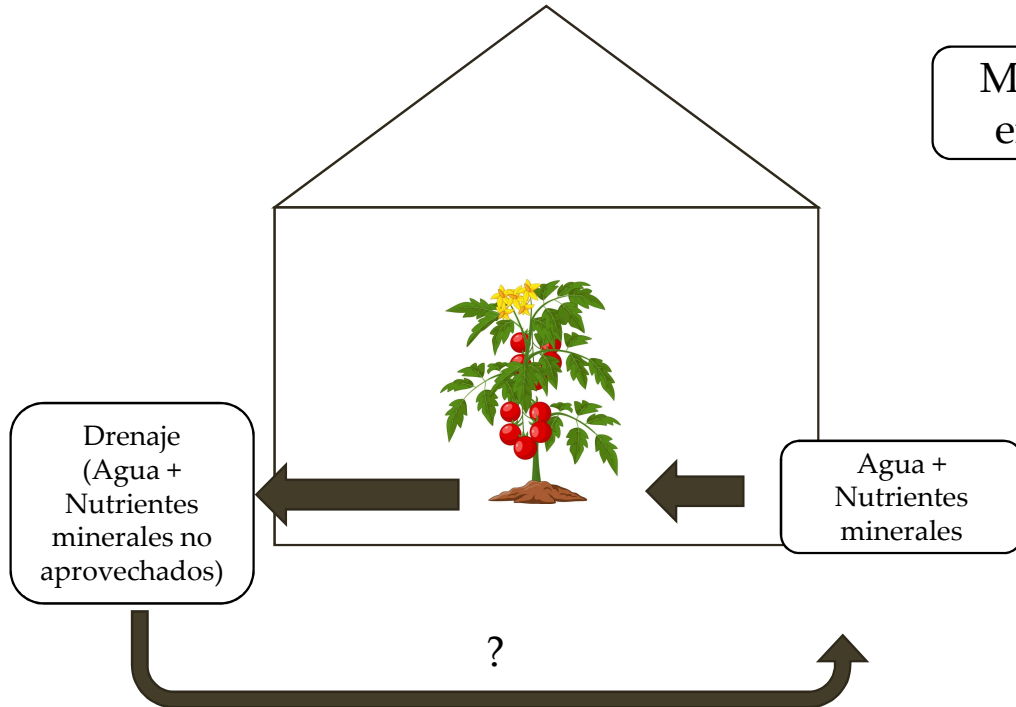 Drenaje
(Agua +
Nutrientes
minerales no
aprovechados)
Agua +
Nutrientes
minerales
?